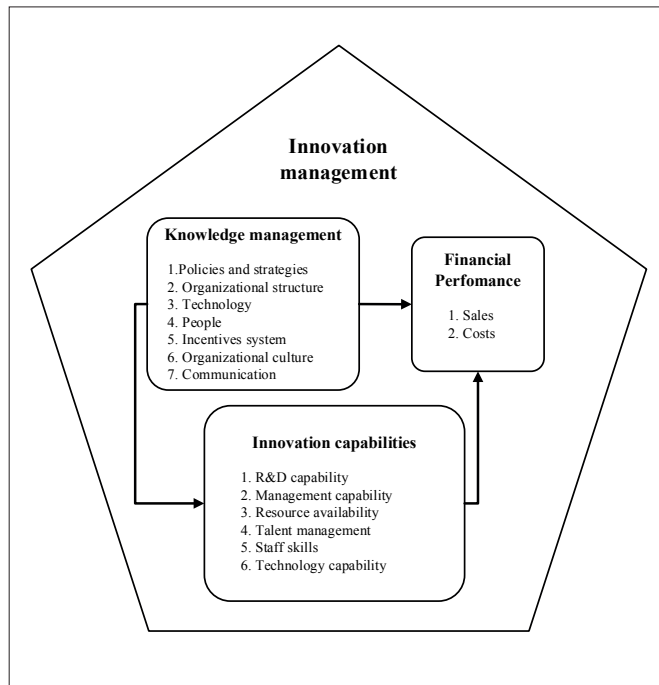 Innovation
management
Knowledge management
1.Policies and strategies
2. Organizational structure
3. Technology
4. People
5. Incentives system
6. Organizational culture
7. Communication
Financial
Perfomance
1. Sales
2. Costs
Innovation capabilities
1. R&D capability
2. Management capability
3. Resource availability
4. Talent management
5. Staff skills
6. Technology capability